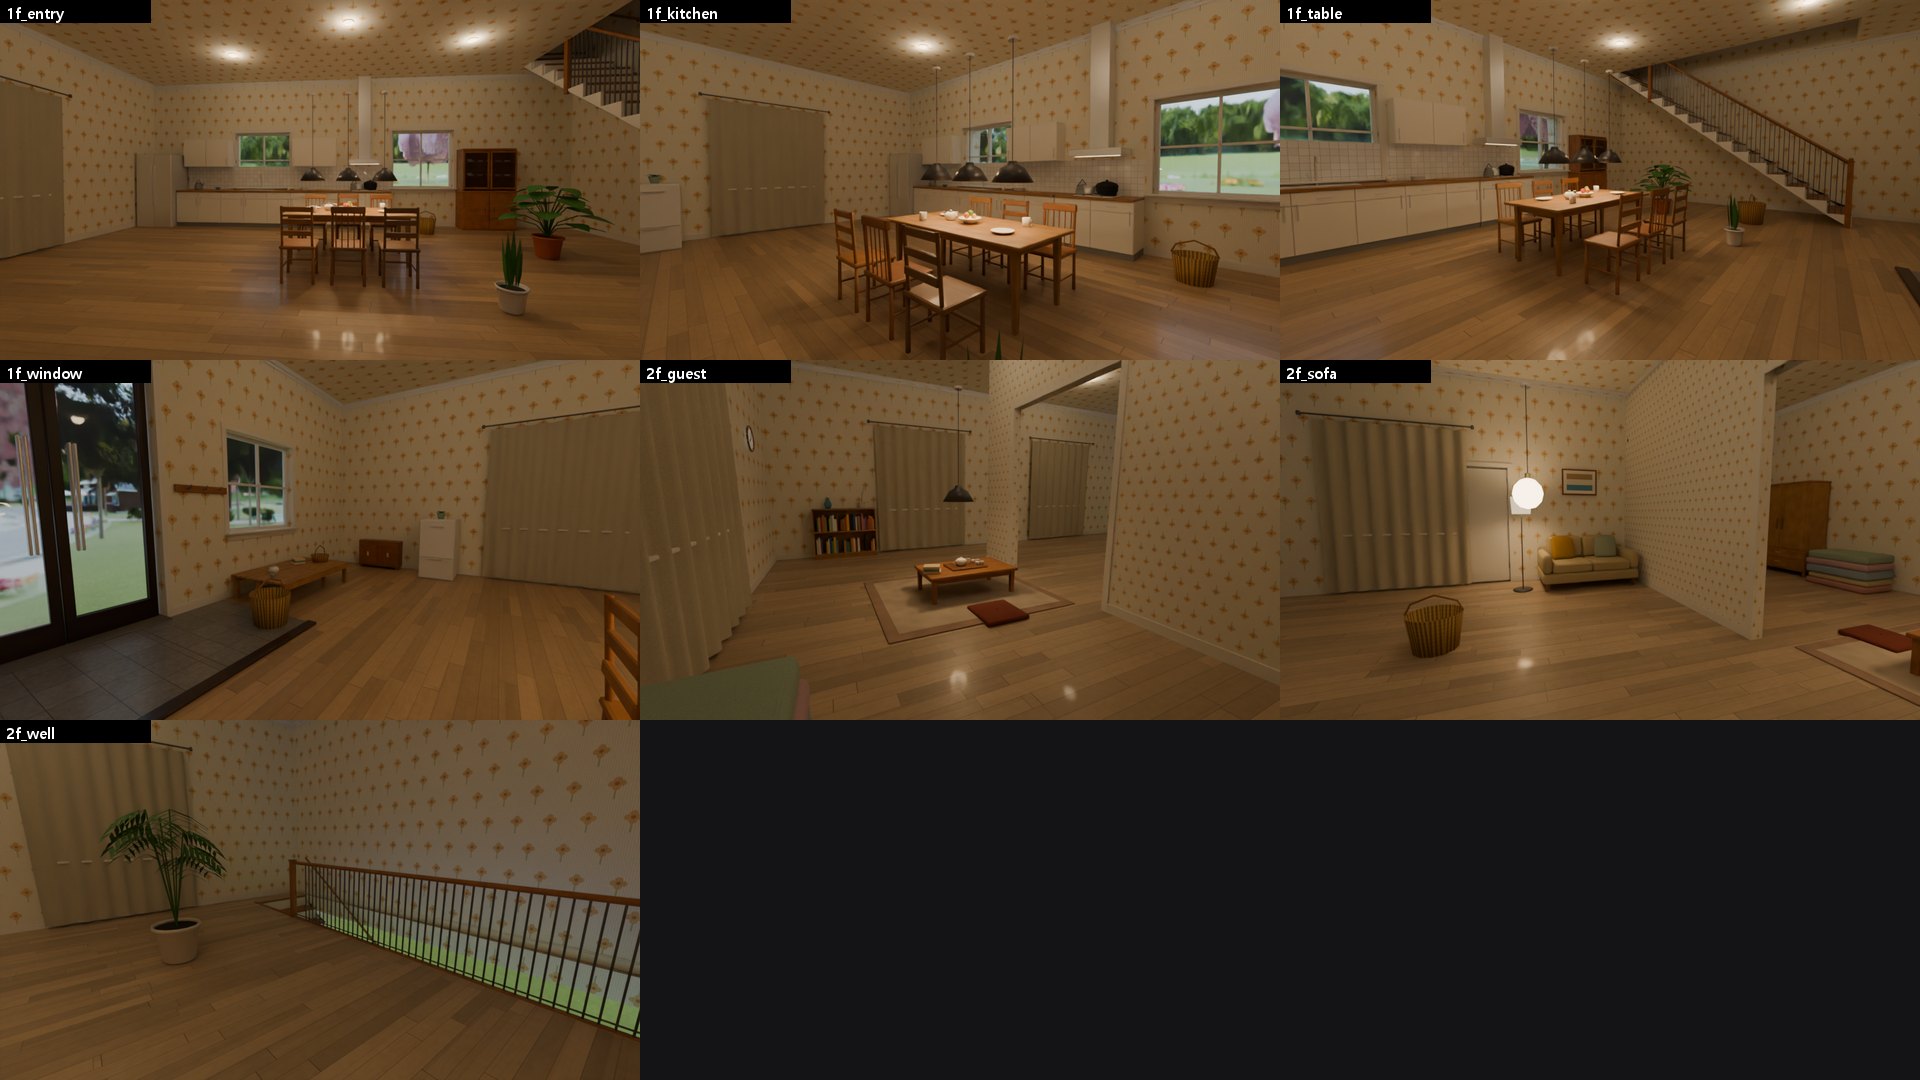 1f_entry
1f_kitchen
1f_table
1f_window
2f_guest
2f_sofa
2f_well